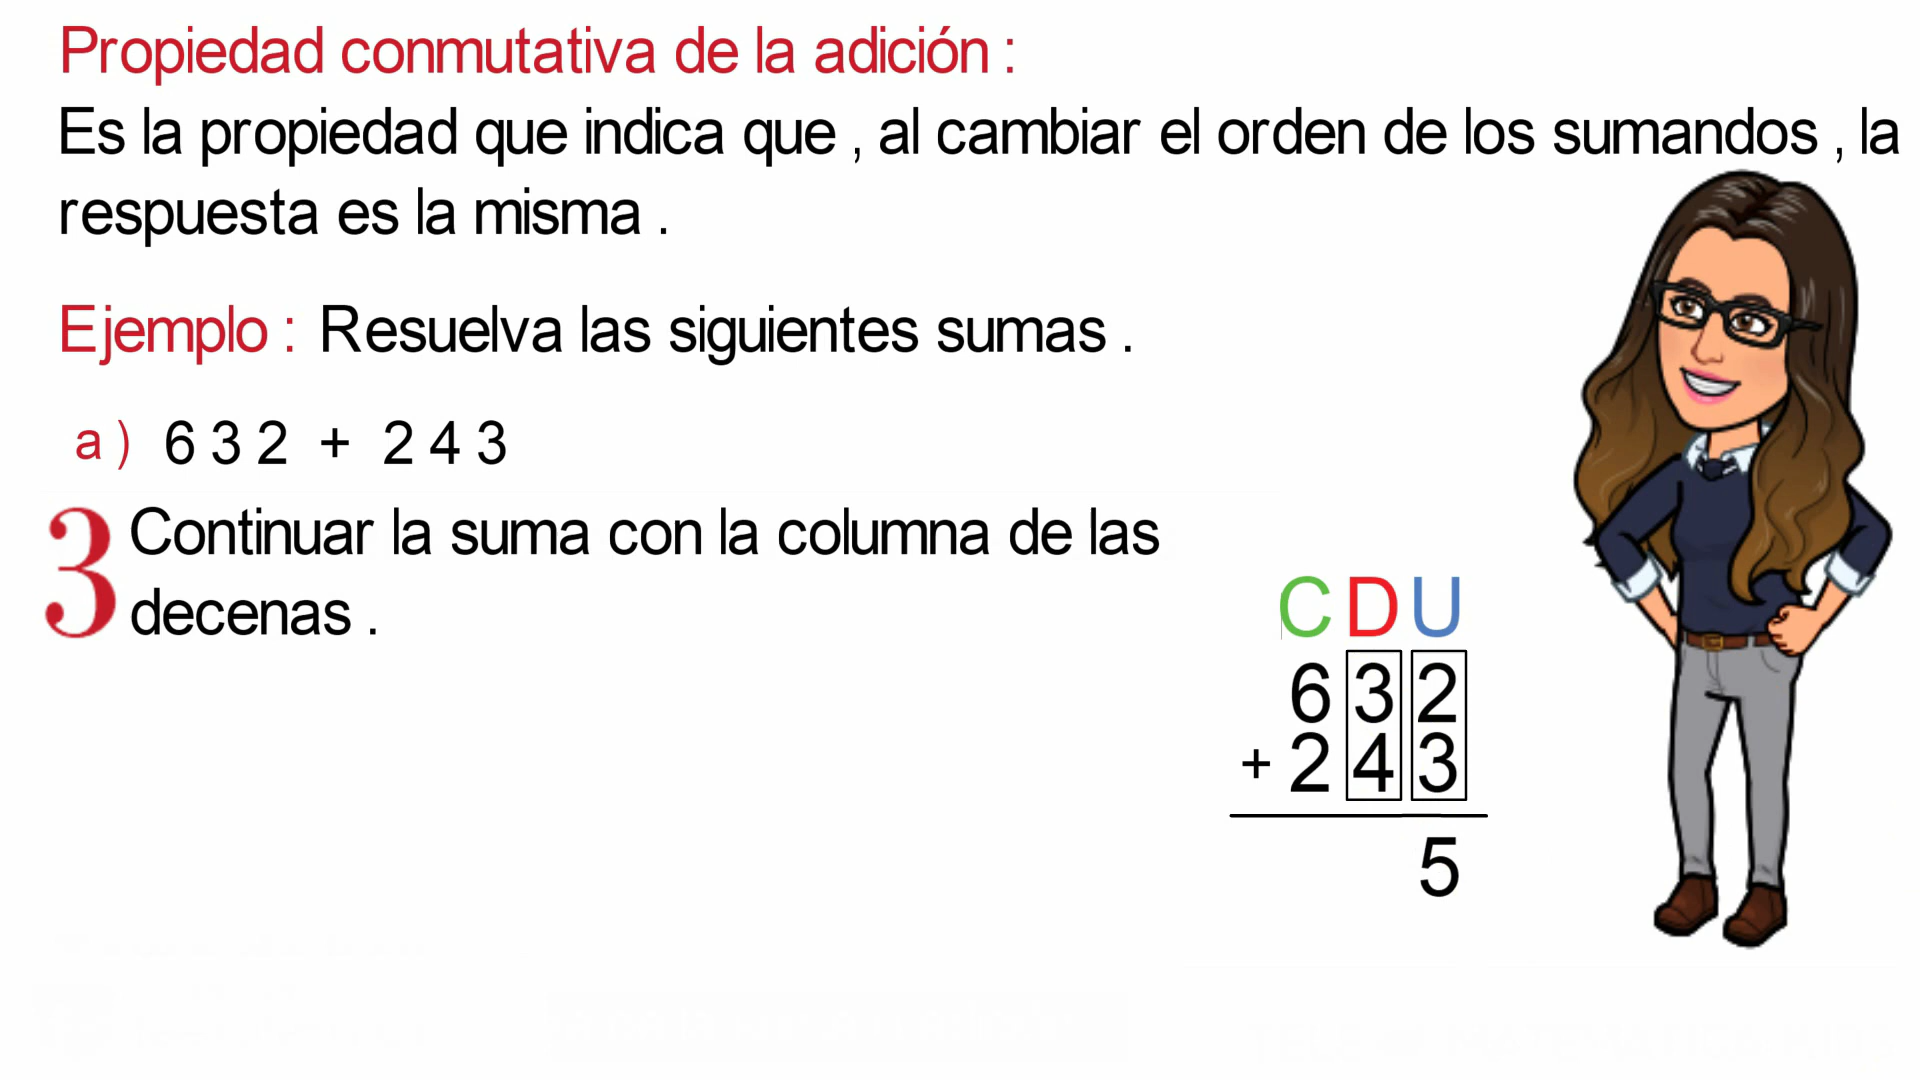 Propiedad conmutativa de la adición :
Es la propiedad que indica que , al cambiar el orden de los sumandos , la
respuesta es la misma .
Ejemplo : Resuelva las siguientes sumas .
a ) 6 3 2 + 2 4 3
3 Continuar la suma con la columna de las
decenas .
C D U
6 3 2
+ 2 4 3
5